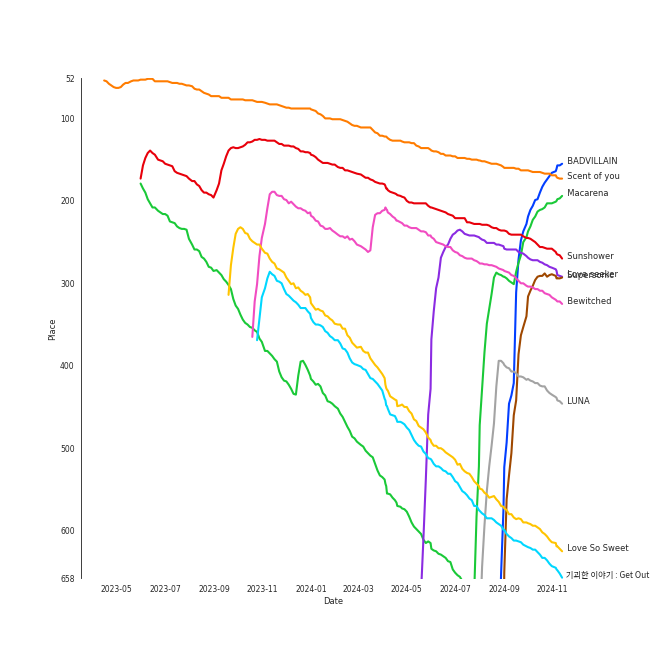 52
100
200
300
400
500
600
658
Place
2023-05
2023-07
2023-09
2023-11
2024-01
2024-03
2024-05
2024-07
2024-09
2024-11
Date
BADVILLAIN
Scent of you
Macarena
Sunshower
Bewitched
LUNA
Love So Sweet
기괴한 이야기 : Get Out